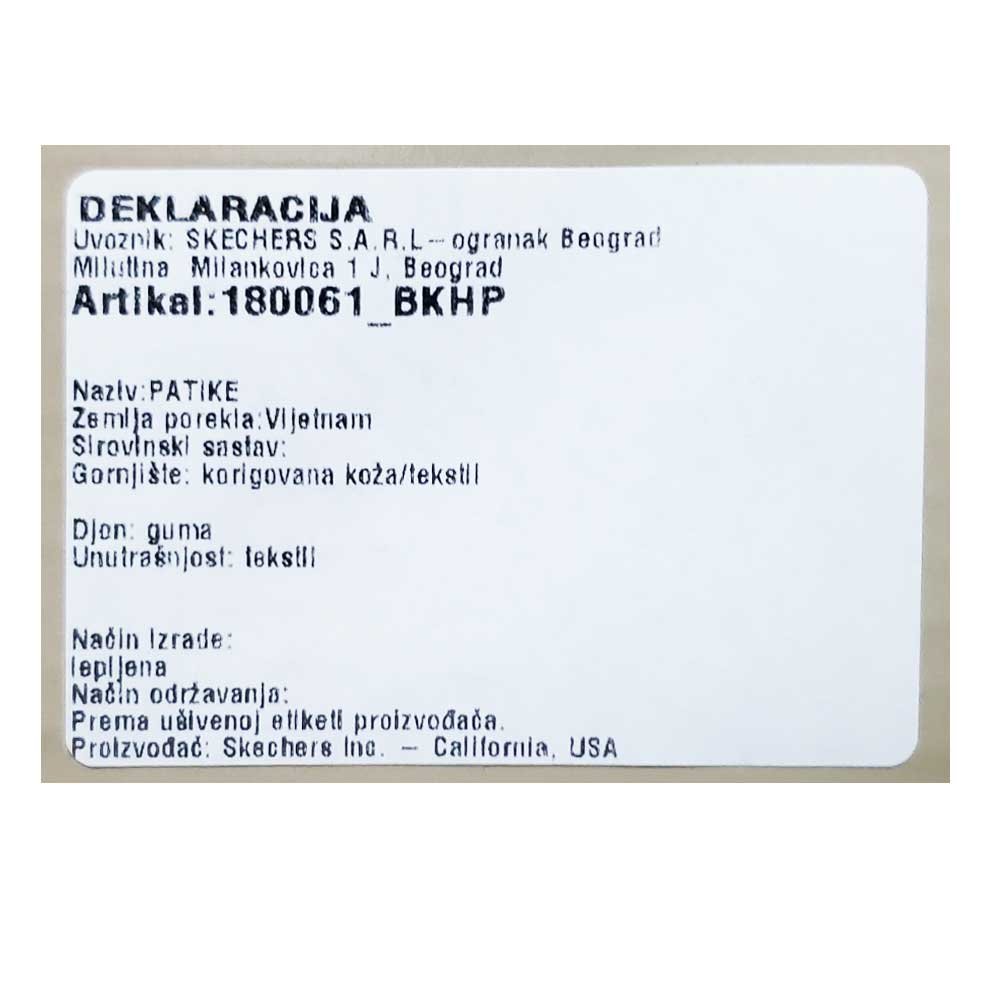 DEKLARACIJA
Uvoznik: SKECHERS S.A.R.L – ogranak Beograd
Milutina Milankovica 1 J, Beograd
Artikal:180061_BKHP
Naziv:PATIKE
Zemlja porekla:Vijetnam
Sirovinski sastav:
Gornjište: korigovana koža/tekstil
Djon: guma
Unutrašnjost: tekstil
Način izrade:
lepljena
Način održavanja:
Prema ušivenoj etiketi proizvođača.
Proizvođač: Skechers Inc. – California, USA